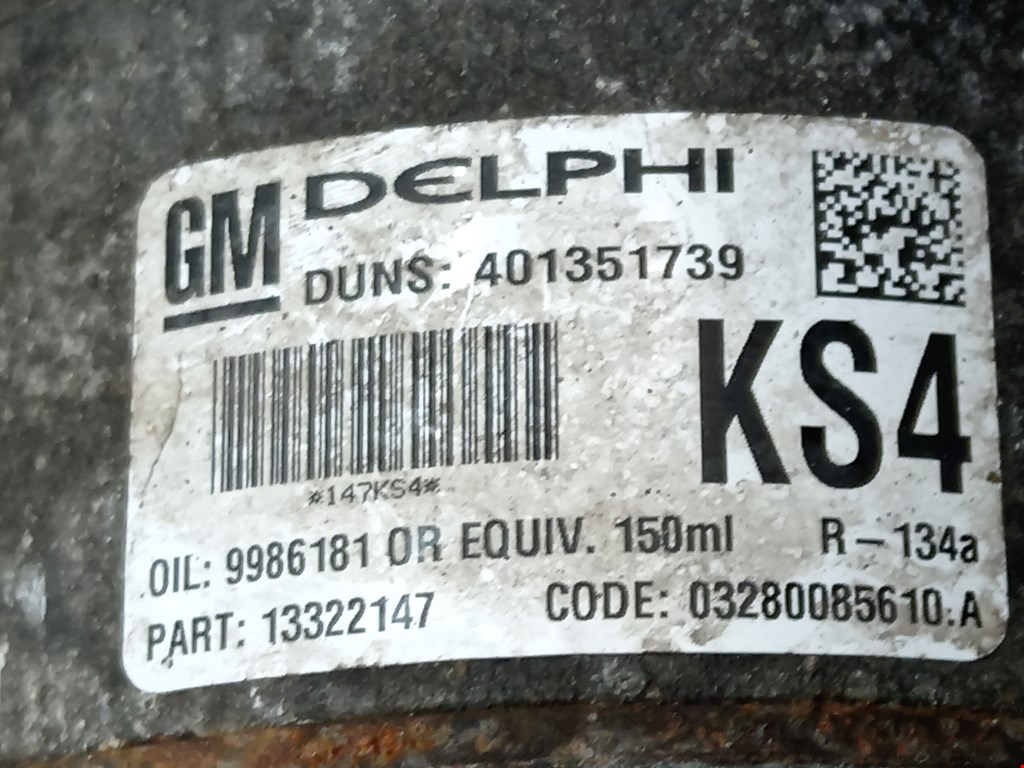 GM DELPHI
DUNS: 401351739
KS4
*147KS4*
OIL: 9986181 OR EQUIV. 150ml R-134a
PART: 13322147 CODE: 03280085610.A